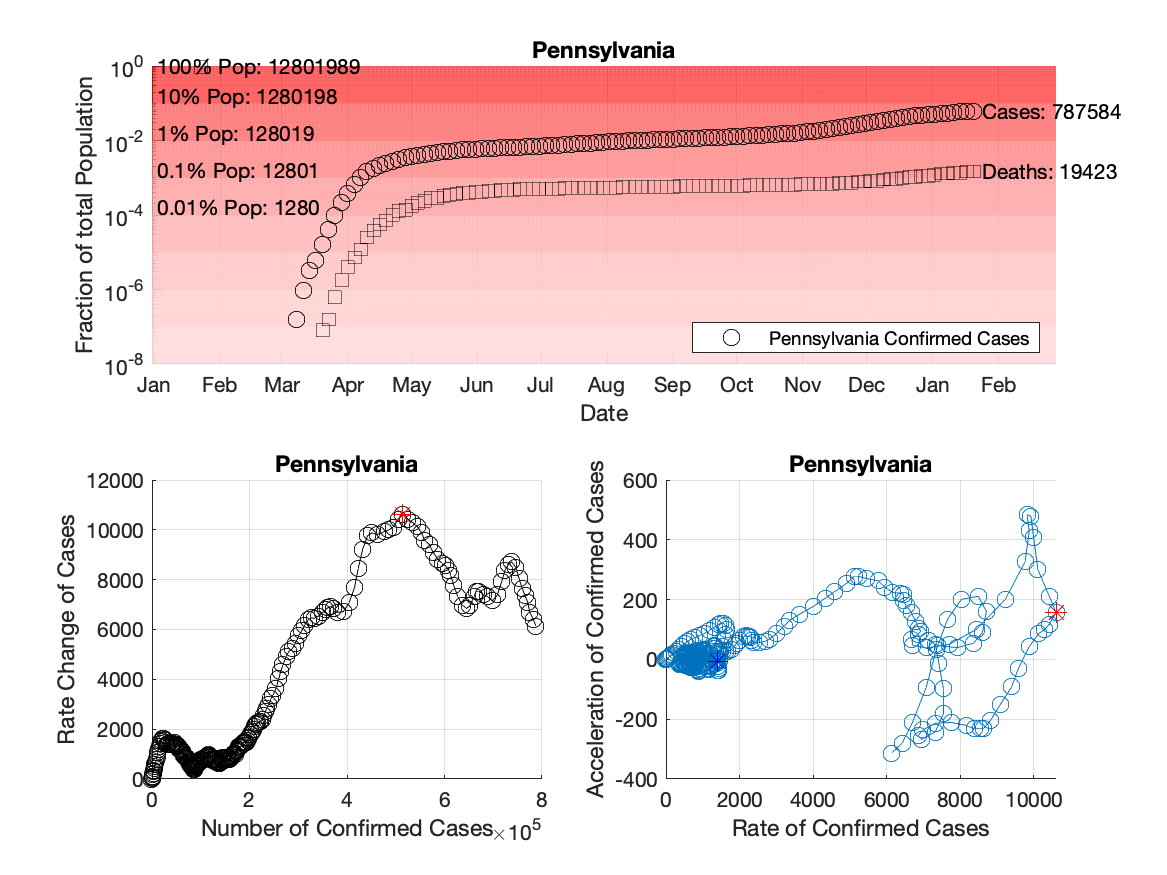 Pennsylvania
10^0
10^-2
10^-4
10^-6
10^-8
Fraction of total Population
100% Pop: 12801989
10% Pop: 1280198
1% Pop: 128019
0.1% Pop: 12801
0.01% Pop: 1280
Cases: 787584
Deaths: 19423
Pennsylvania Confirmed Cases
Jan Feb Mar Apr May Jun Jul Aug Sep Oct Nov Dec Jan Feb
Date
Pennsylvania
12000
10000
8000
6000
4000
2000
0
Rate Change of Cases
0 2 4 6 8
Number of Confirmed Cases ×10^5
Pennsylvania
600
400
200
0
-200
-400
Acceleration of Confirmed Cases
0 2000 4000 6000 8000 10000
Rate of Confirmed Cases